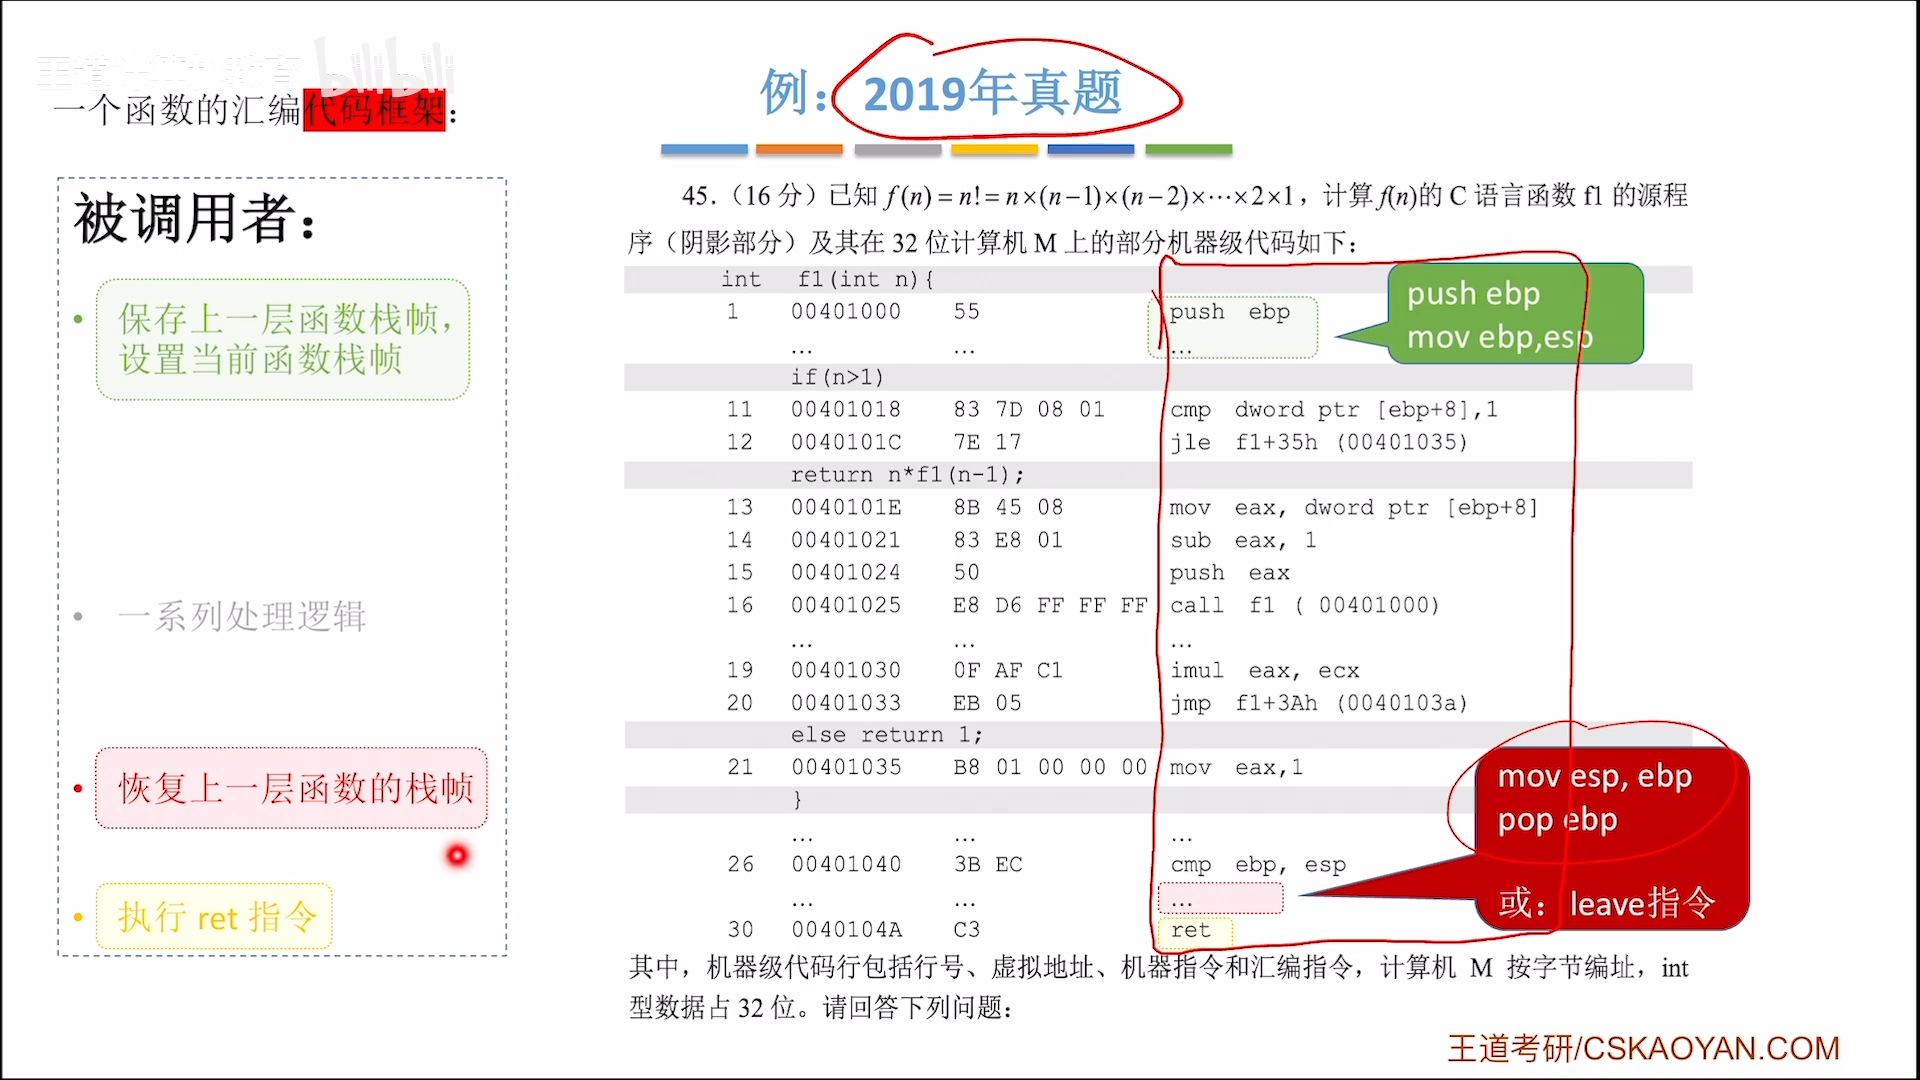 王道计算机教育 bilibili
例：2019年真题
一个函数的汇编代码框架：
被调用者：
• 保存上一层函数栈帧，
设置当前函数栈帧
• 一系列处理逻辑
• 恢复上一层函数的栈帧
• 执行 ret 指令
45.（16 分）已知 f(n) = n! = n×(n−1)×(n−2)×⋯×2×1，计算 f(n)的 C 语言函数 f1 的源程
序（阴影部分）及其在 32 位计算机 M 上的部分机器级代码如下：
int f1(int n){
1 00401000 55 push ebp
... ... ...
if(n>1)
11 00401018 83 7D 08 01 cmp dword ptr [ebp+8],1
12 0040101C 7E 17 jle f1+35h (00401035)
return n*f1(n-1);
13 0040101E 8B 45 08 mov eax, dword ptr [ebp+8]
14 00401021 83 E8 01 sub eax, 1
15 00401024 50 push eax
16 00401025 E8 D6 FF FF FF call f1 ( 00401000)
... ... ...
19 00401030 0F AF C1 imul eax, ecx
20 00401033 EB 05 jmp f1+3Ah (0040103a)
else return 1;
21 00401035 B8 01 00 00 00 mov eax,1
}
... ... ...
26 00401040 3B EC cmp ebp, esp
... ... ...
30 0040104A C3 ret
push ebp
mov ebp,esp
mov esp, ebp
pop ebp
或：leave指令
其中，机器级代码行包括行号、虚拟地址、机器指令和汇编指令，计算机 M 按字节编址，int
型数据占 32 位。请回答下列问题：
王道考研/CSKAOYAN.COM